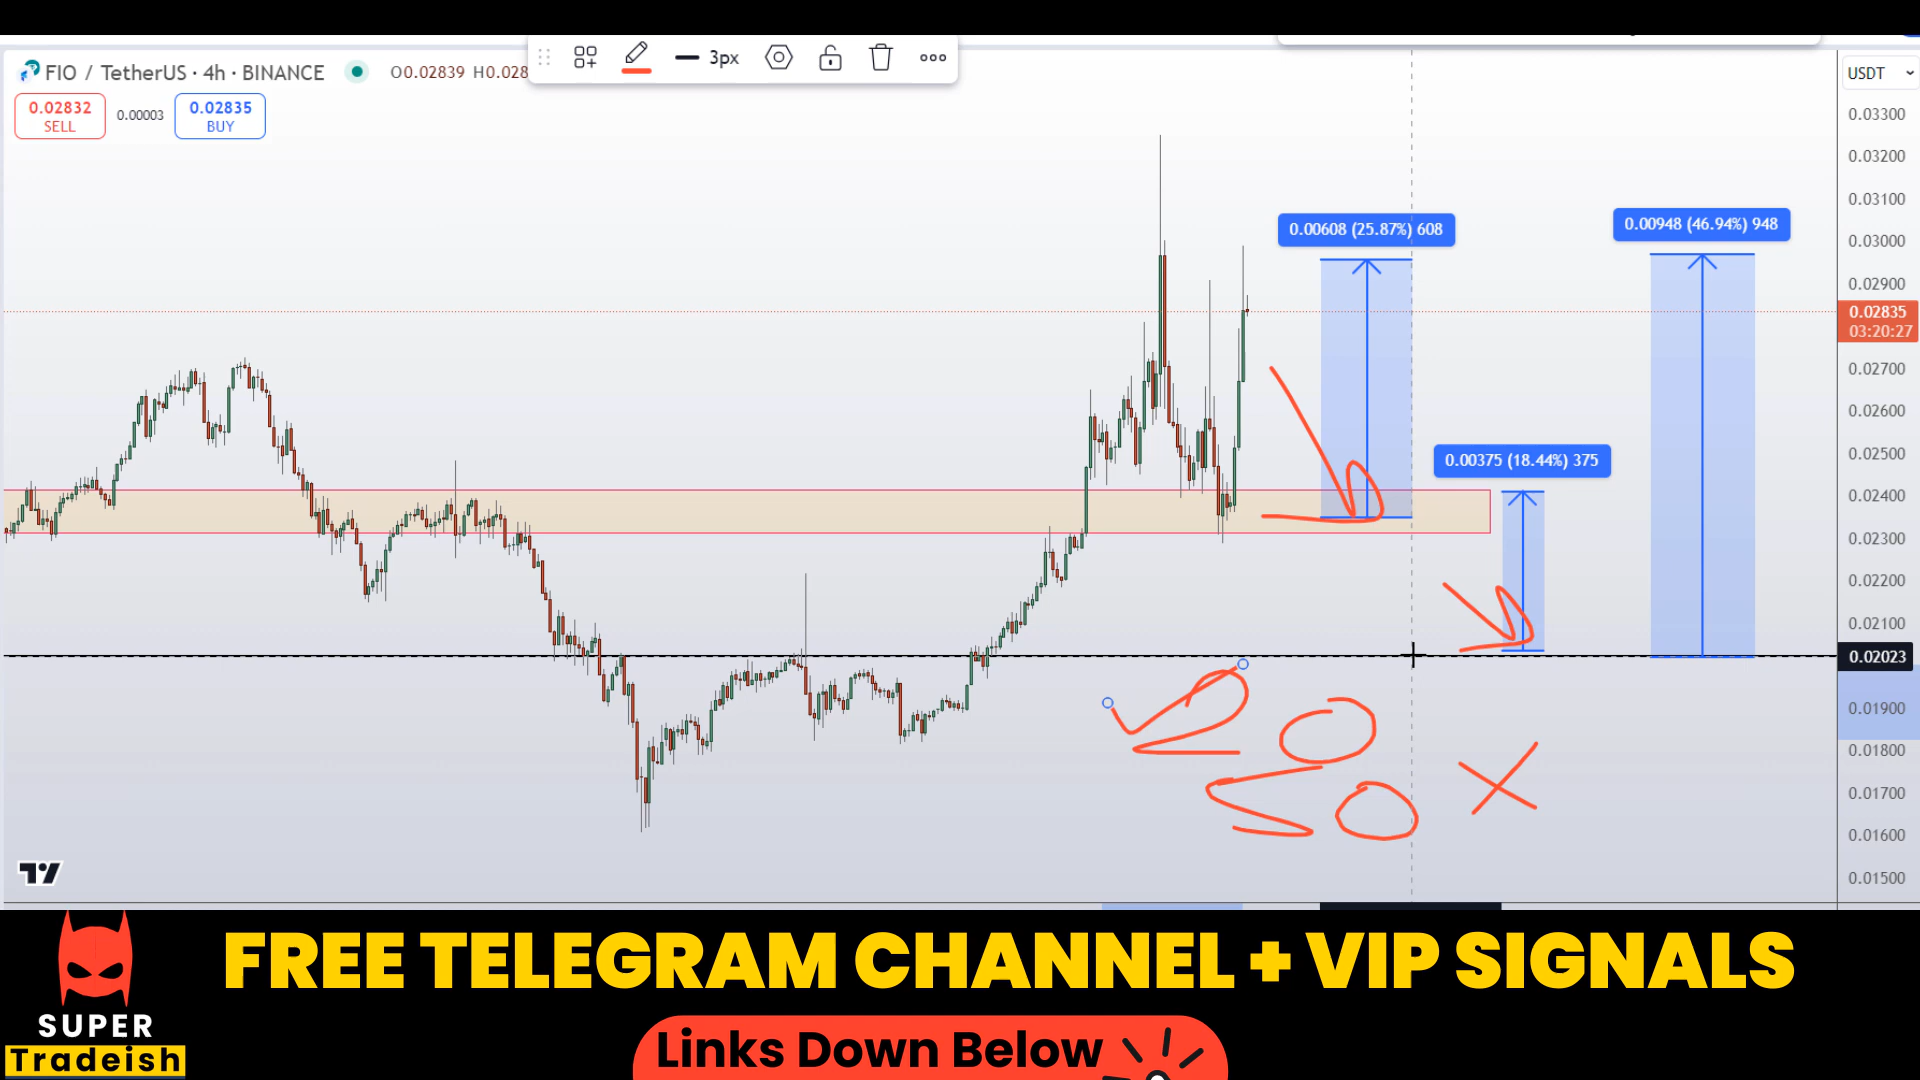 FIO / TetherUS · 4h · BINANCE O0.02839 H0.028
3px
USDT
0.02832
SELL
0.00003
0.02835
BUY
0.03300
0.03200
0.03100
0.03000
0.02900
0.02835
03:20:27
0.02700
0.02600
0.02500
0.02400
0.02300
0.02200
0.02100
0.02023
0.01900
0.01800
0.01700
0.01600
0.01500
0.00608 (25.87%) 608
0.00948 (46.94%) 948
0.00375 (18.44%) 375
20
50 X
FREE TELEGRAM CHANNEL + VIP SIGNALS
SUPER
Tradeish
Links Down Below